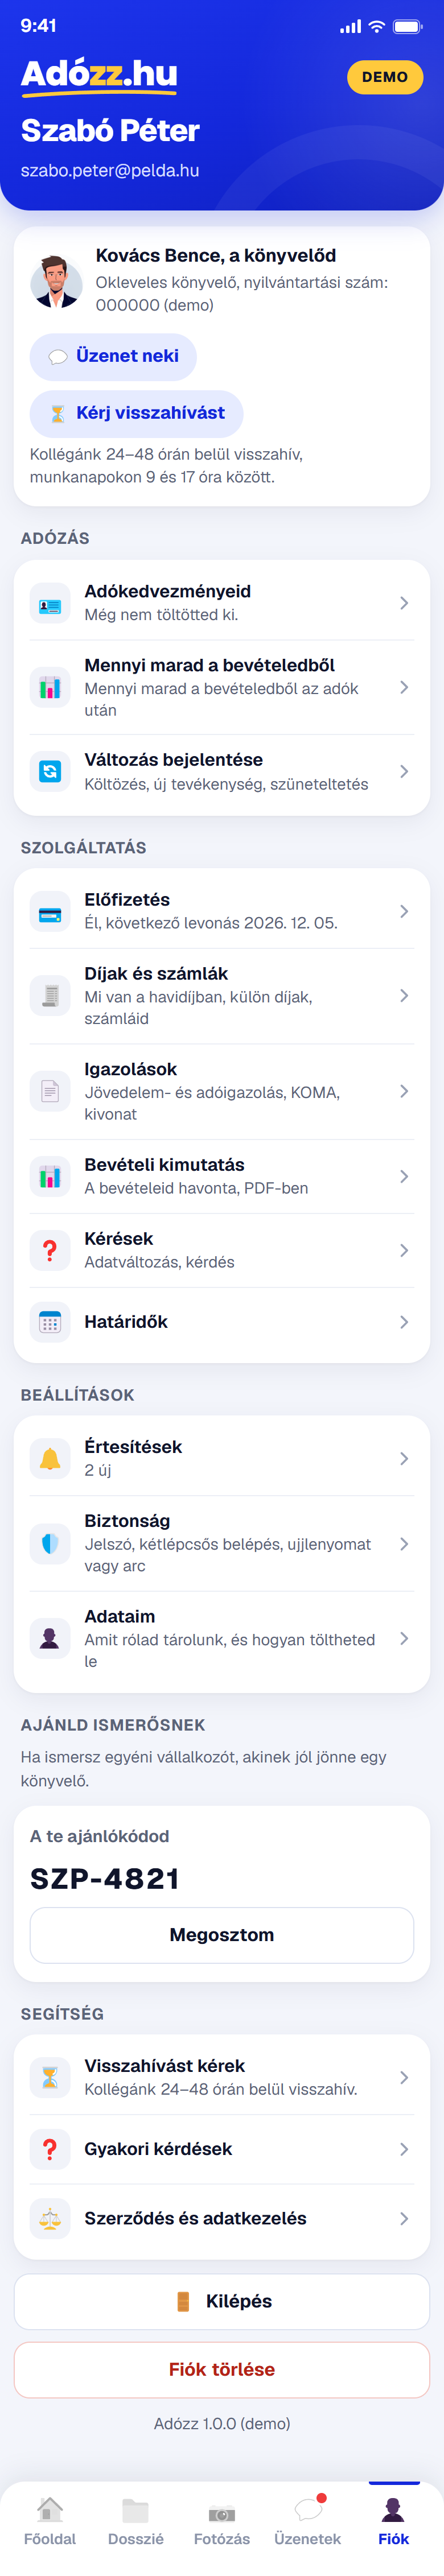 9:41
Adózz.hu
DEMO
Szabó Péter
szabo.peter@pelda.hu
Kovács Bence, a könyvelőd
Okleveles könyvelő, nyilvántartási szám:
000000 (demo)
Üzenet neki
Kérj visszahívást
Kollégánk 24–48 órán belül visszahív,
munkanapokon 9 és 17 óra között.
ADÓZÁS
Adókedvezményeid
Még nem töltötted ki.
Mennyi marad a bevételedből
Mennyi marad a bevételedből az adók
után
Változás bejelentése
Költözés, új tevékenység, szüneteltetés
SZOLGÁLTATÁS
Előfizetés
Él, következő levonás 2026. 12. 05.
Díjak és számlák
Mi van a havidíjban, külön díjak,
számláid
Igazolások
Jövedelem- és adóigazolás, KOMA,
kivonat
Bevételi kimutatás
A bevételeid havonta, PDF-ben
Kérések
Adatváltozás, kérdés
Határidők
BEÁLLÍTÁSOK
Értesítések
2 új
Biztonság
Jelszó, kétlépcsős belépés, ujjlenyomat
vagy arc
Adataim
Amit rólad tárolunk, és hogyan töltheted
le
AJÁNLD ISMERŐSNEK
Ha ismersz egyéni vállalkozót, akinek jól jönne egy
könyvelő.
A te ajánlókódod
SZP-4821
Megosztom
SEGÍTSÉG
Visszahívást kérek
Kollégánk 24–48 órán belül visszahív.
Gyakori kérdések
Szerződés és adatkezelés
Kilépés
Fiók törlése
Adózz 1.0.0 (demo)
Főoldal
Dosszié
Fotózás
Üzenetek
Fiók